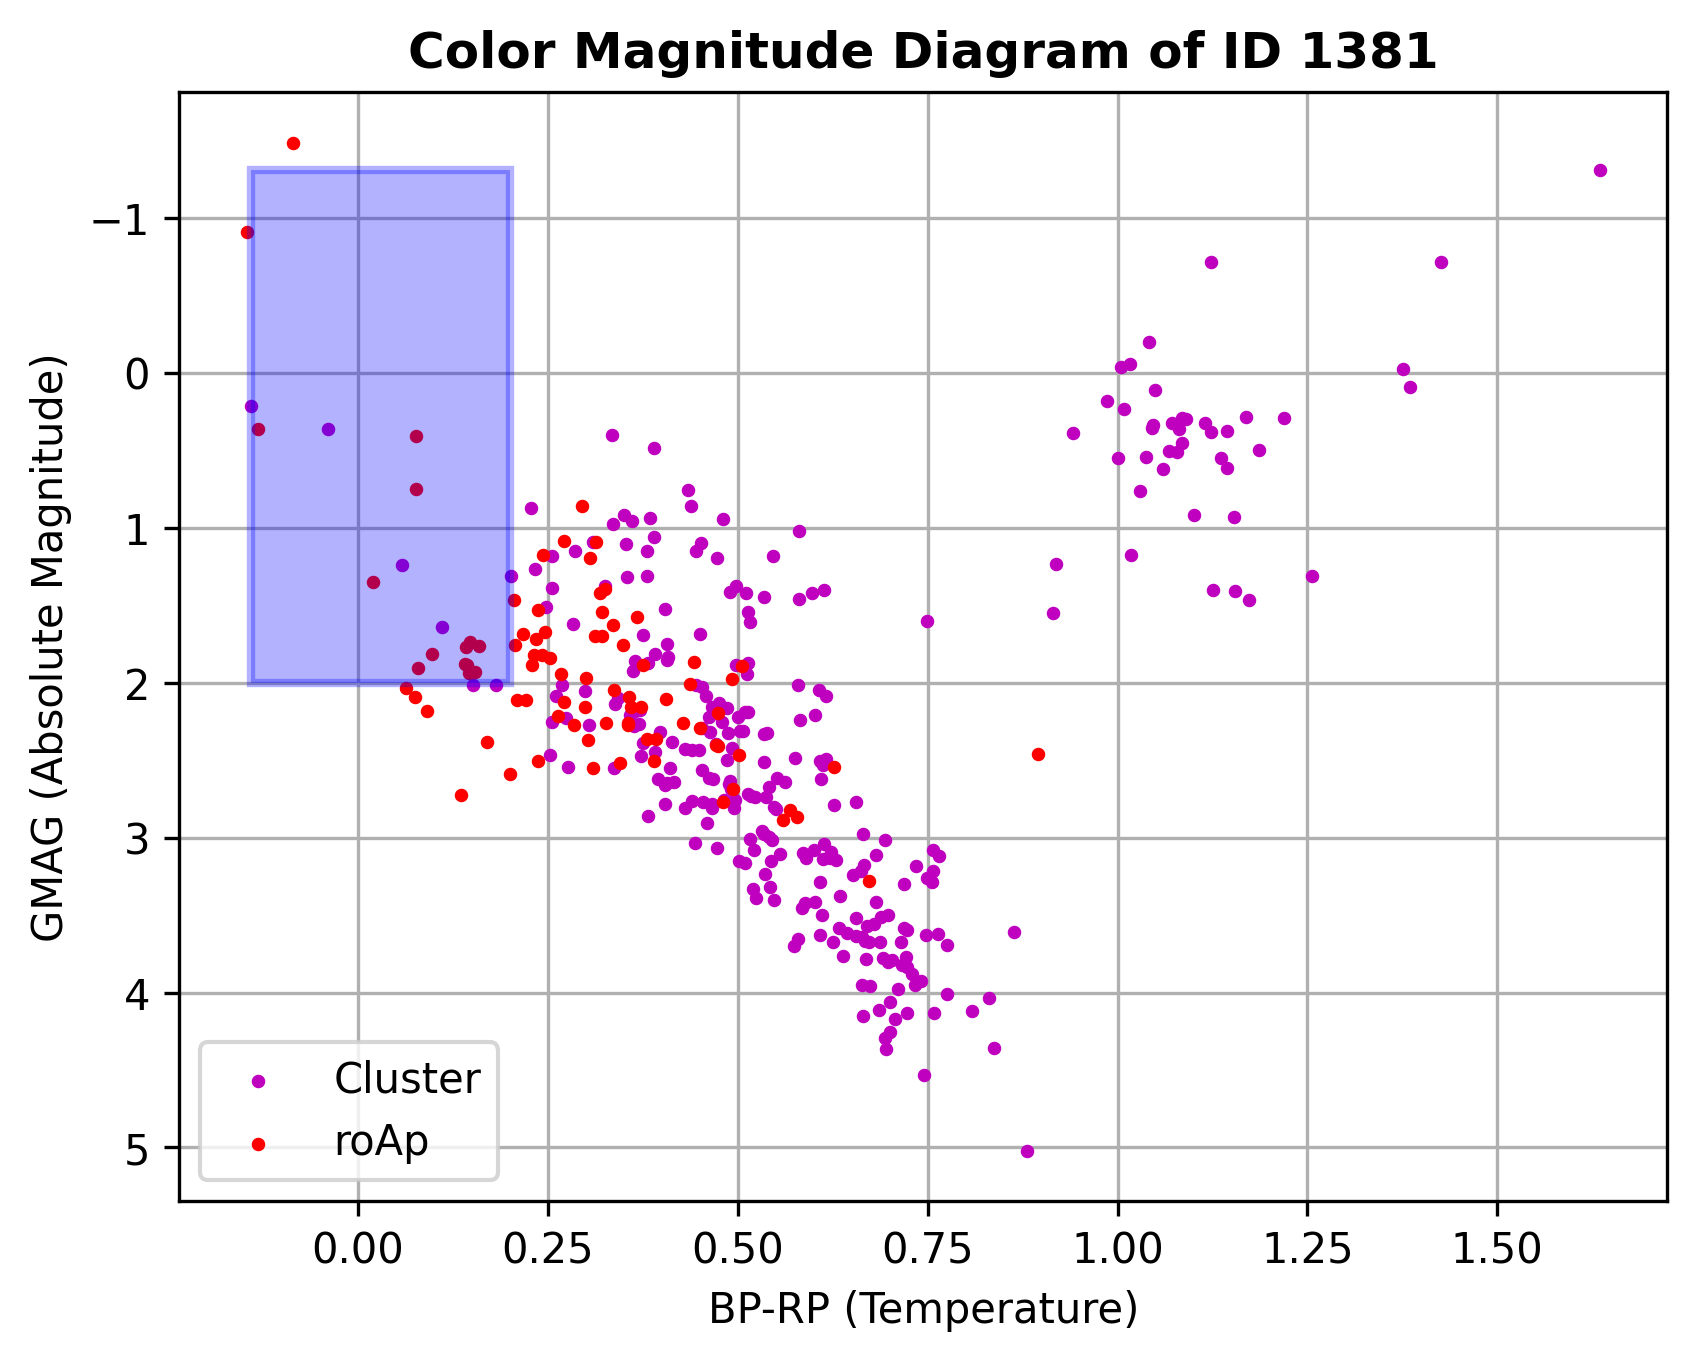 Color Magnitude Diagram of ID 1381
GMAG (Absolute Magnitude)
−1
0
1
2
3
4
5
Cluster
roAp
0.00 0.25 0.50 0.75 1.00 1.25 1.50
BP-RP (Temperature)